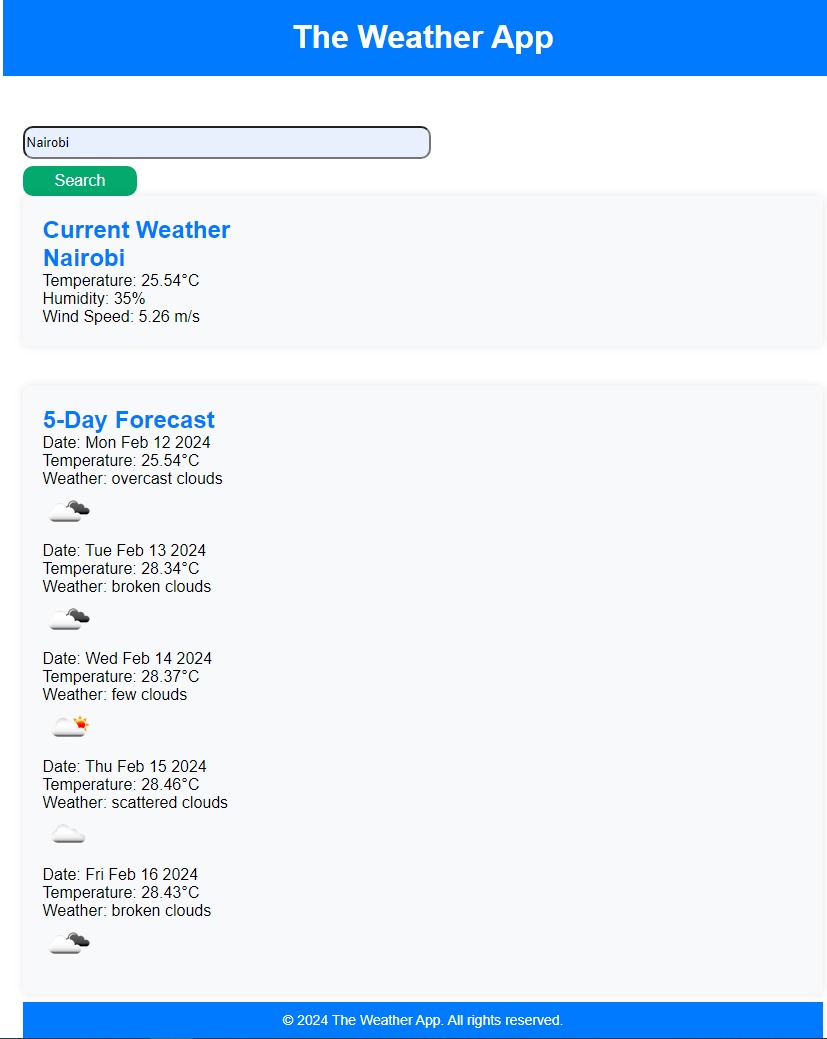 The Weather App
Nairobi
Search
Current Weather
Nairobi
Temperature: 25.54°C
Humidity: 35%
Wind Speed: 5.26 m/s
5-Day Forecast
Date: Mon Feb 12 2024
Temperature: 25.54°C
Weather: overcast clouds
Date: Tue Feb 13 2024
Temperature: 28.34°C
Weather: broken clouds
Date: Wed Feb 14 2024
Temperature: 28.37°C
Weather: few clouds
Date: Thu Feb 15 2024
Temperature: 28.46°C
Weather: scattered clouds
Date: Fri Feb 16 2024
Temperature: 28.43°C
Weather: broken clouds
© 2024 The Weather App. All rights reserved.